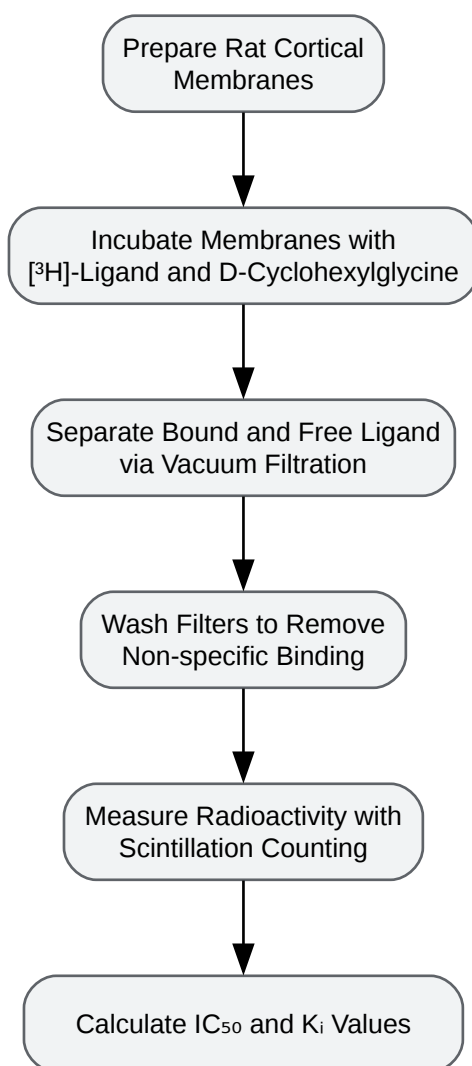 Prepare Rat Cortical
Membranes
Incubate Membranes with
[³H]-Ligand and D-Cyclohexylglycine
Separate Bound and Free Ligand
via Vacuum Filtration
Wash Filters to Remove
Non-specific Binding
Measure Radioactivity with
Scintillation Counting
Calculate IC₅₀ and Kᵢ Values